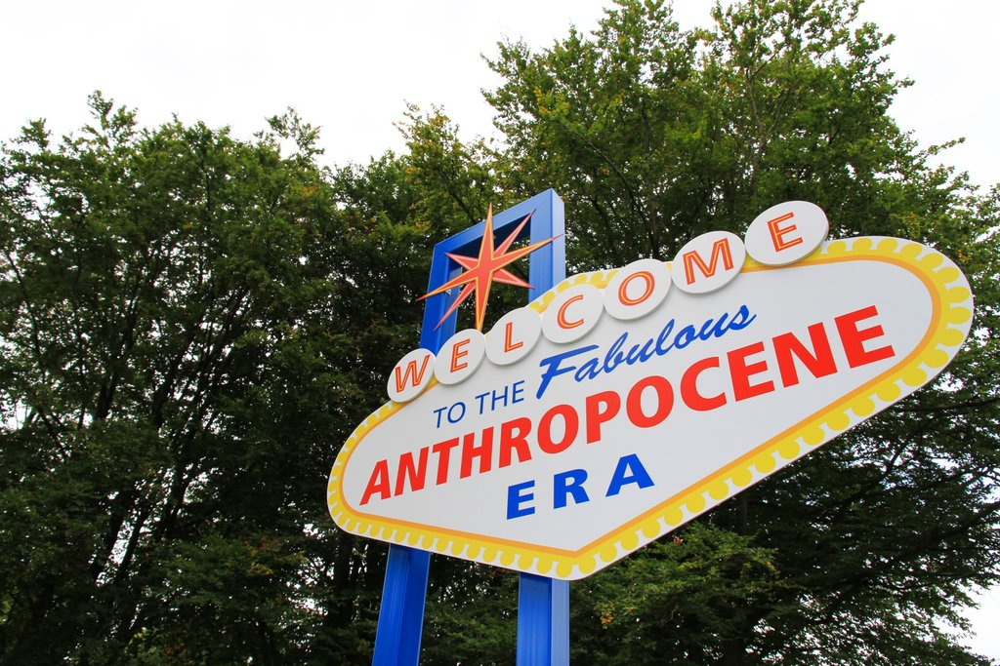 WELCOME
TO THE Fabulous
ANTHROPOCENE
ERA